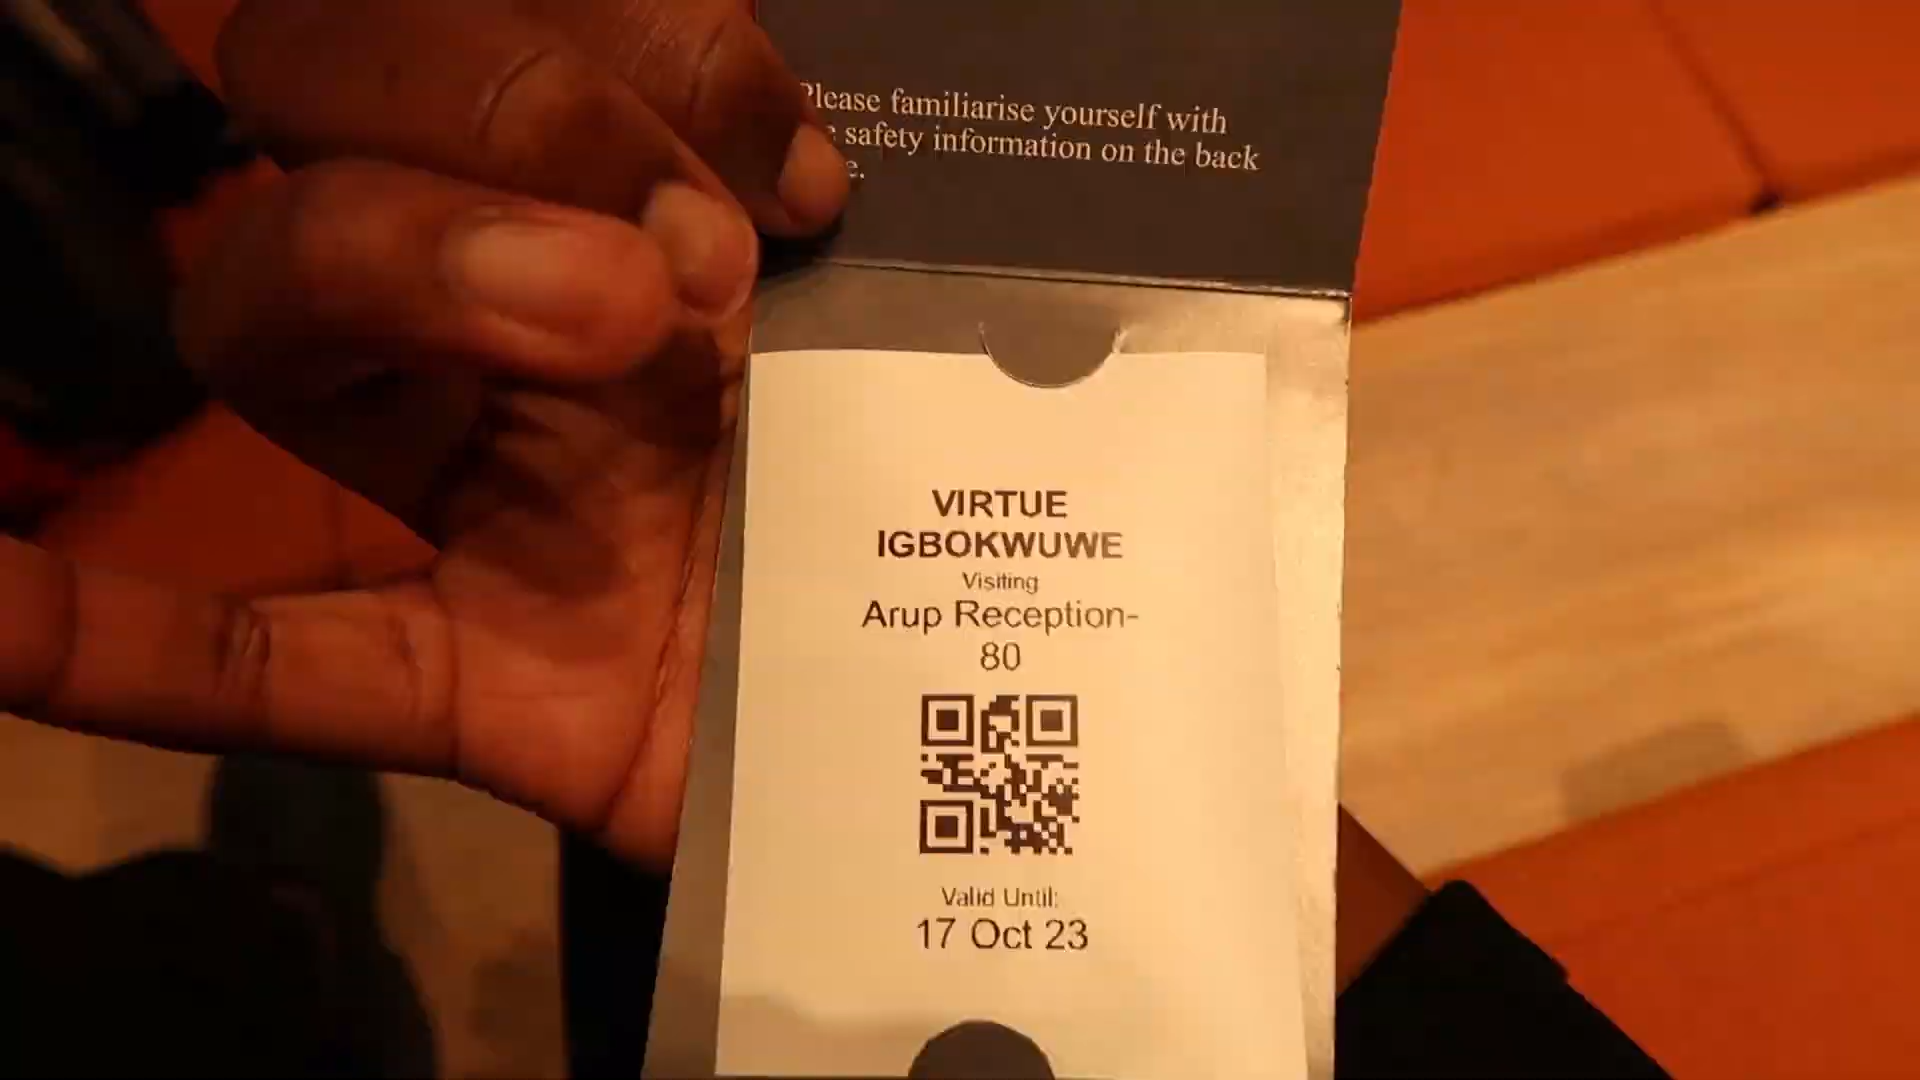 Please familiarise yourself with
safety information on the back
VIRTUE
IGBOKWUWE
Visiting
Arup Reception-
80
Valid Until:
17 Oct 23